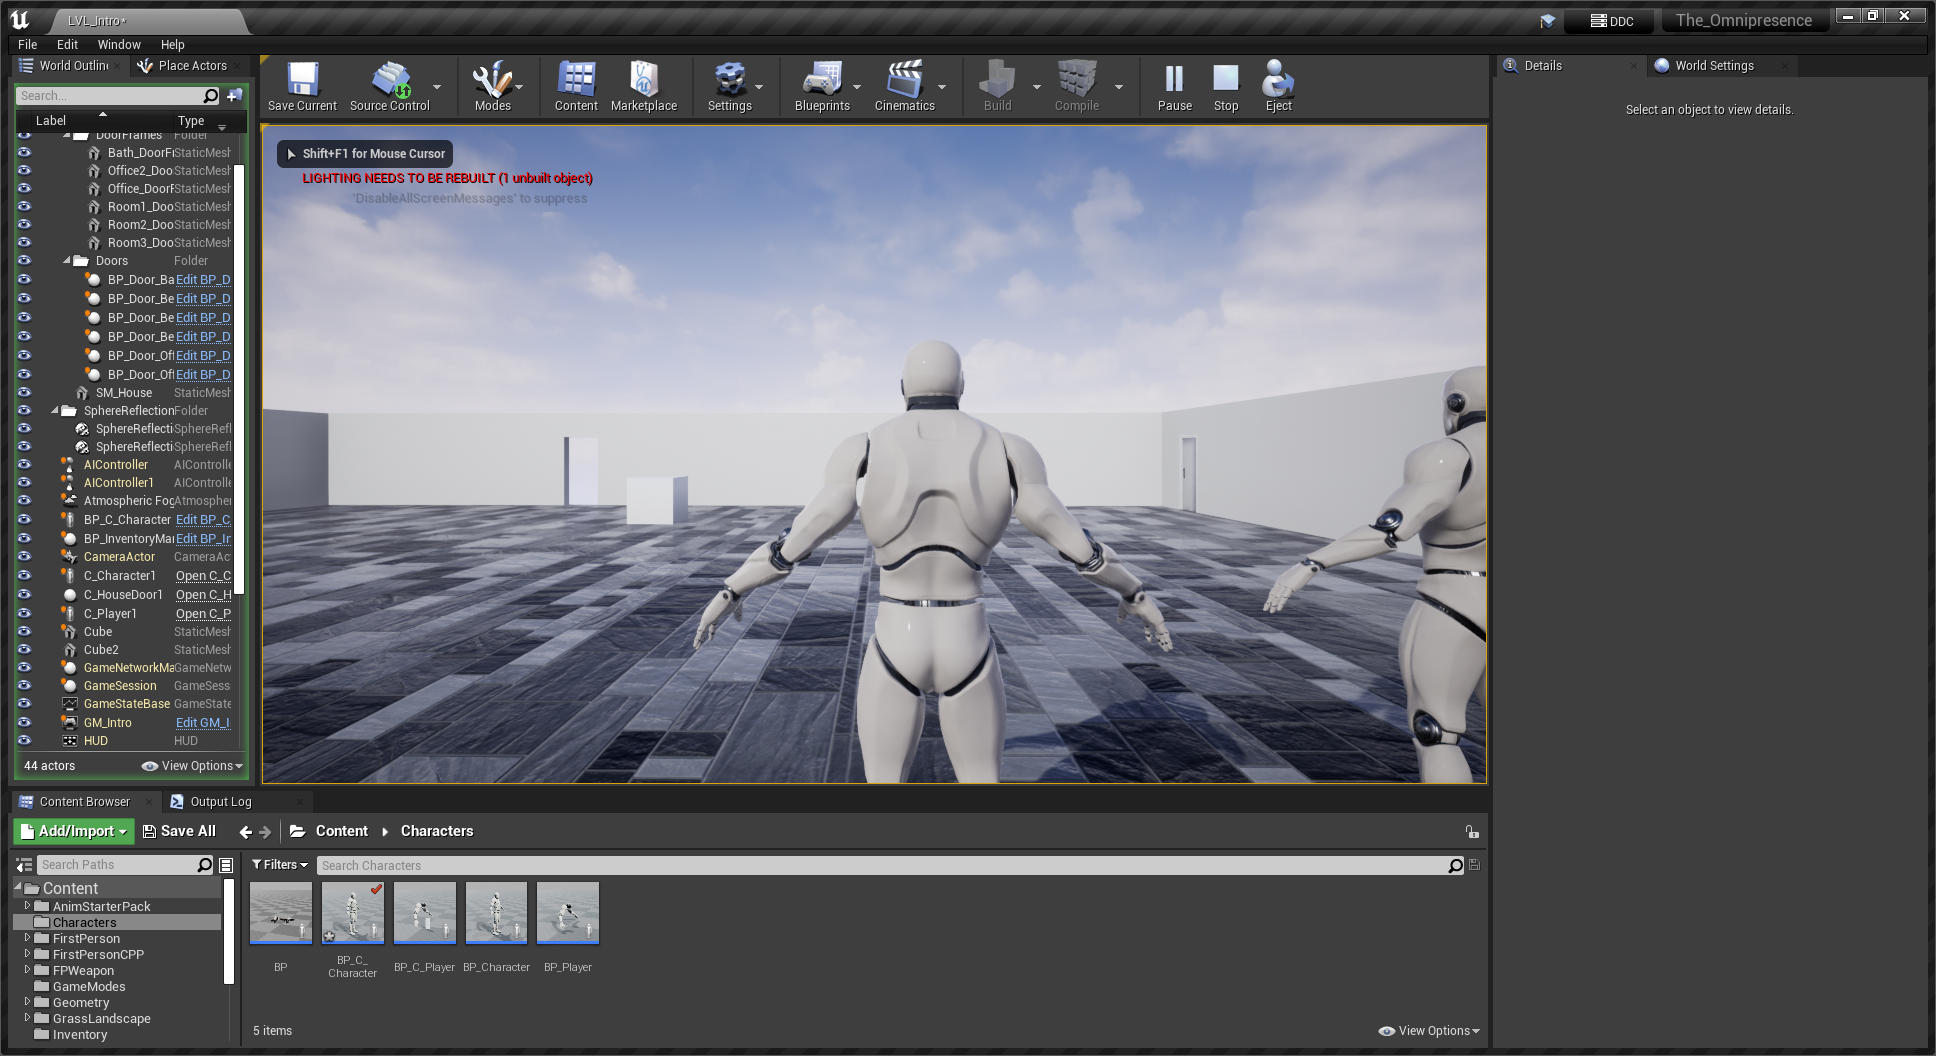 LVL_Intro*
DDC
The_Omnipresence
File Edit Window Help
World Outlin
Place Actors
Search...
Label Type
DoorFrames Folder
Bath_DoorFr StaticMesh
Office2_Doo StaticMesh
Office_DoorF StaticMesh
Room1_Doo StaticMesh
Room2_Doo StaticMesh
Room3_Doo StaticMesh
Doors Folder
BP_Door_Ba Edit BP_D
BP_Door_Be Edit BP_D
BP_Door_Be Edit BP_D
BP_Door_Be Edit BP_D
BP_Door_Off Edit BP_D
BP_Door_Off Edit BP_D
SM_House StaticMesh
SphereReflection Folder
SphereReflecti SphereRefl
SphereReflecti SphereRefl
AIController AIControlle
AIController1 AIControlle
Atmospheric Fog Atmospher
BP_C_Character Edit BP_C
BP_InventoryMa Edit BP_In
CameraActor CameraAc
C_Character1 Open C_C
C_HouseDoor1 Open C_H
C_Player1 Open C_P
Cube StaticMesh
Cube2 StaticMesh
GameNetworkMa GameNetw
GameSession GameSess
GameStateBase GameState
GM_Intro Edit GM_I
HUD HUD
44 actors
View Options
Save Current
Source Control
Modes
Content
Marketplace
Settings
Blueprints
Cinematics
Build
Compile
Pause
Stop
Eject
Shift+F1 for Mouse Cursor
LIGHTING NEEDS TO BE REBUILT (1 unbuilt object)
'DisableAllScreenMessages' to suppress
Details
World Settings
Select an object to view details.
Content Browser
Output Log
Add/Import
Save All
Content
Characters
Search Paths
Content
AnimStarterPack
Characters
FirstPerson
FirstPersonCPP
FPWeapon
GameModes
Geometry
GrassLandscape
Inventory
Filters
Search Characters
BP
BP_C_
Character
BP_C_Player
BP_Character
BP_Player
5 items
View Options